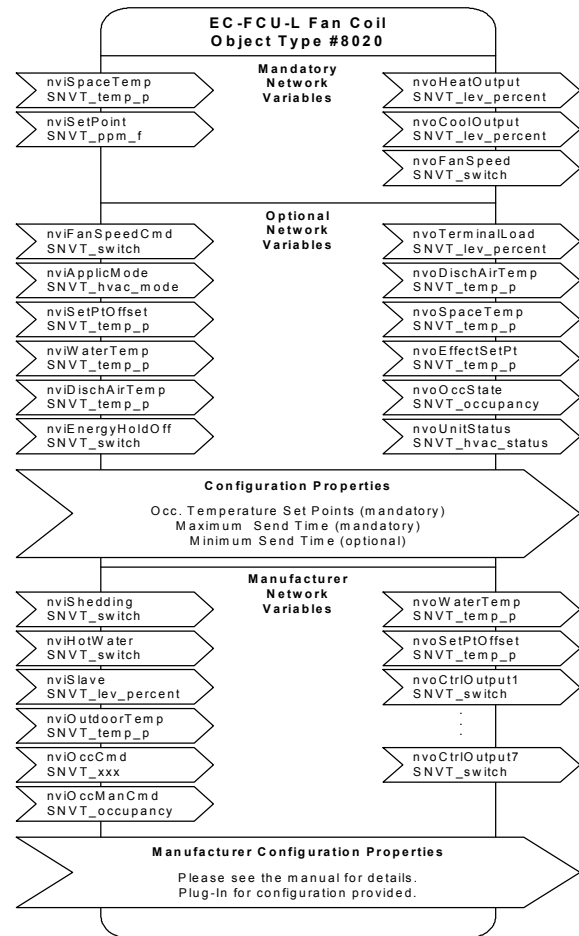 EC-FCU-L Fan Coil
Object Type #8020
Mandatory
Network
Variables
nviSpaceTemp
SNVT_temp_p
nviSetPoint
SNVT_ppm_f
nvoHeatOutput
SNVT_lev_percent
nvoCoolOutput
SNVT_lev_percent
nvoFanSpeed
SNVT_switch
Optional
Network
Variables
nviFanSpeedCmd
SNVT_switch
nviApplicMode
SNVT_hvac_mode
nviSetPtOffset
SNVT_temp_p
nviWaterTemp
SNVT_temp_p
nviDischAirTemp
SNVT_temp_p
nviEnergyHoldOff
SNVT_switch
nvoTerminalLoad
SNVT_lev_percent
nvoDischAirTemp
SNVT_temp_p
nvoSpaceTemp
SNVT_temp_p
nvoEffectSetPt
SNVT_temp_p
nvoOccState
SNVT_occupancy
nvoUnitStatus
SNVT_hvac_status
Configuration Properties
Occ. Temperature Set Points (mandatory)
Maximum Send Time (mandatory)
Minimum Send Time (optional)
Manufacturer
Network
Variables
nviShedding
SNVT_switch
nviHotWater
SNVT_switch
nviSlave
SNVT_lev_percent
nviOutdoorTemp
SNVT_temp_p
nviOccCmd
SNVT_xxx
nviOccManCmd
SNVT_occupancy
nvoWaterTemp
SNVT_temp_p
nvoSetPtOffset
SNVT_temp_p
nvoCtrlOutput1
SNVT_switch
.
.
.
nvoCtrlOutput7
SNVT_switch
Manufacturer Configuration Properties
Please see the manual for details.
Plug-In for configuration provided.